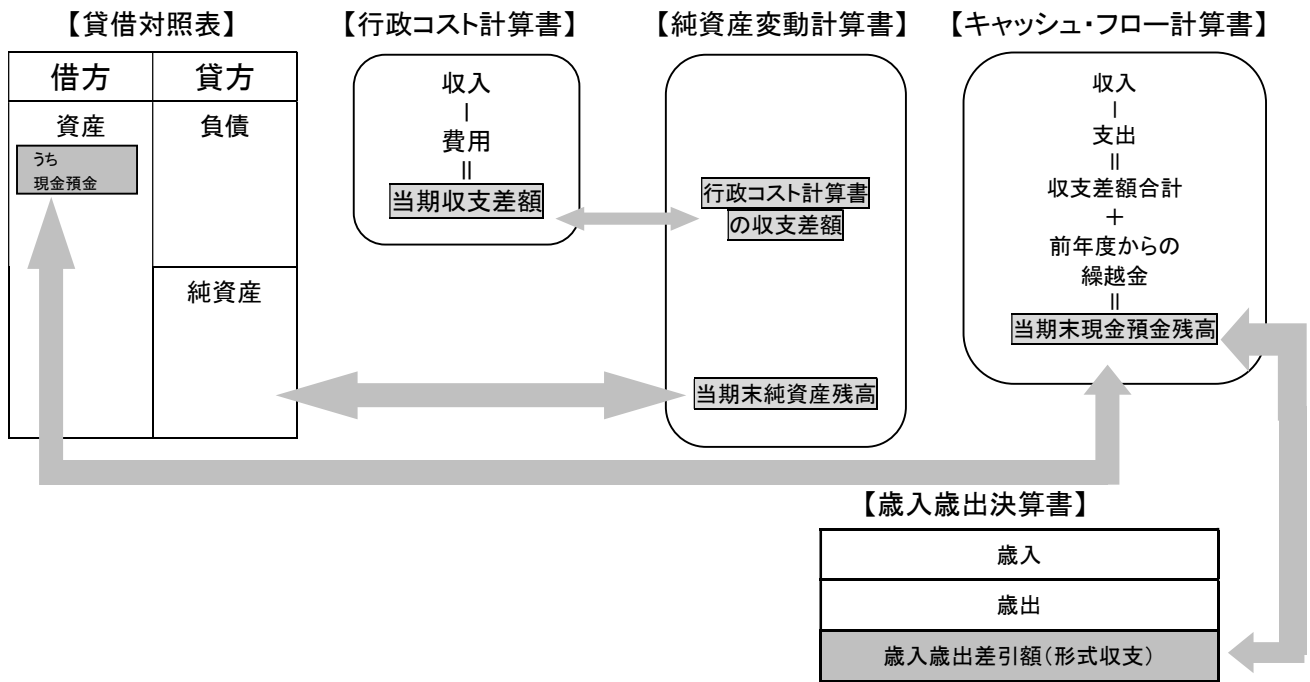 【貸借対照表】
借方
貸方
資産
うち
現金預金
負債
純資産
【行政コスト計算書】
収入
－
費用
＝
当期収支差額
【純資産変動計算書】
行政コスト計算書
の収支差額
当期末純資産残高
【キャッシュ・フロー計算書】
収入
－
支出
＝
収支差額合計
＋
前年度からの
繰越金
＝
当期末現金預金残高
【歳入歳出決算書】
歳入
歳出
歳入歳出差引額（形式収支）